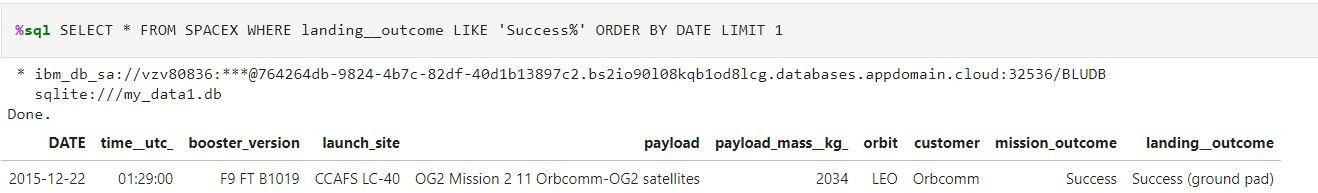 %sql SELECT * FROM SPACEX WHERE landing__outcome LIKE 'Success%' ORDER BY DATE LIMIT 1
* ibm_db_sa://vzv80836:***@764264db-9824-4b7c-82df-40d1b13897c2.bs2io90l08kqb1od8lcg.databases.appdomain.cloud:32536/BLUDB
sqlite:///my_data1.db
Done.
DATE time__utc_ booster_version launch_site payload payload_mass__kg_ orbit customer mission_outcome landing__outcome
2015-12-22 01:29:00 F9 FT B1019 CCAFS LC-40 OG2 Mission 2 11 Orbcomm-OG2 satellites 2034 LEO Orbcomm Success Success (ground pad)